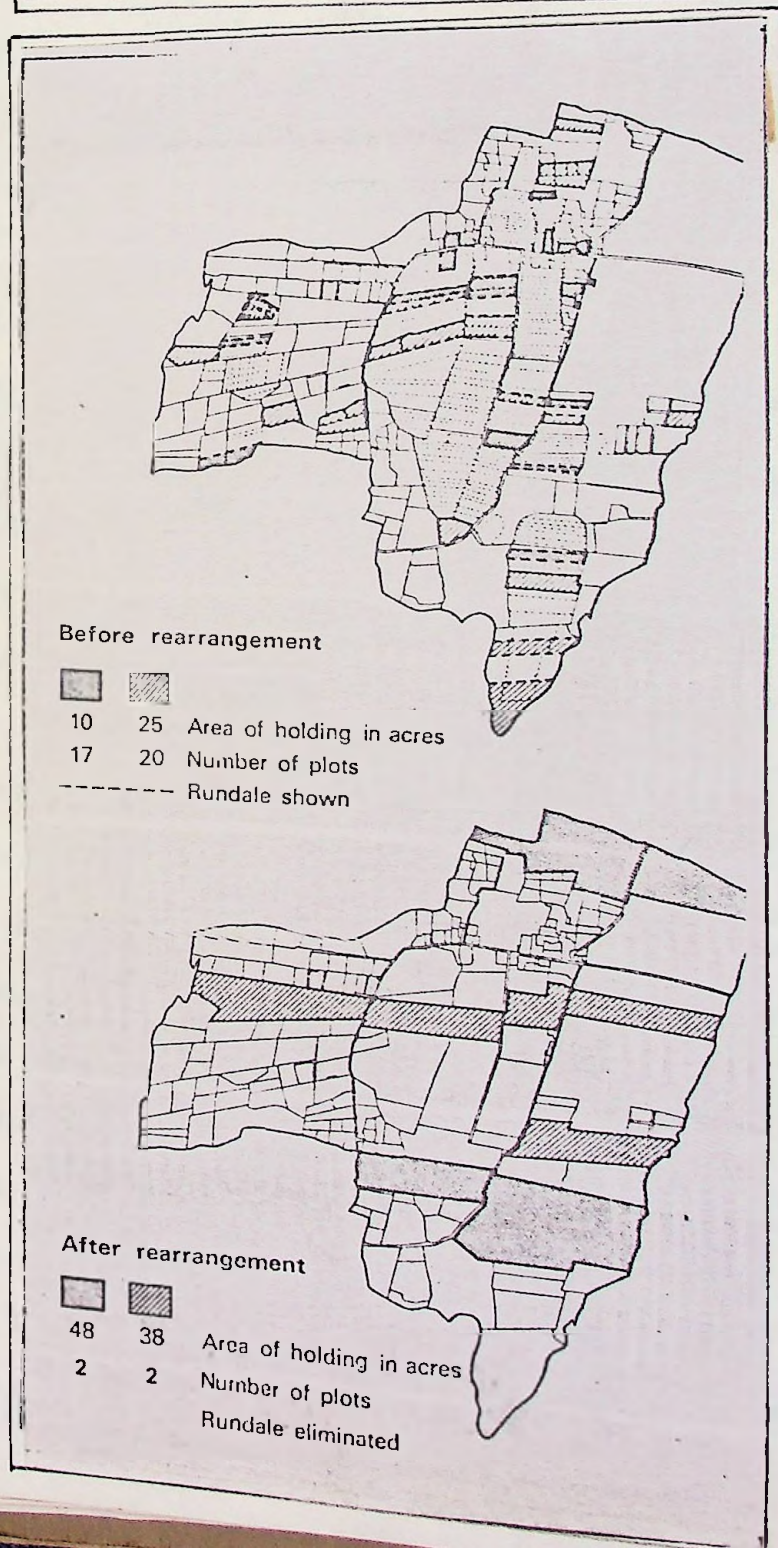 Before rearrangement
10 25 Area of holding in acres
17 20 Number of plots
------- Rundale shown
After rearrangement
48 38 Area of holding in acres
2 2 Number of plots
Rundale eliminated